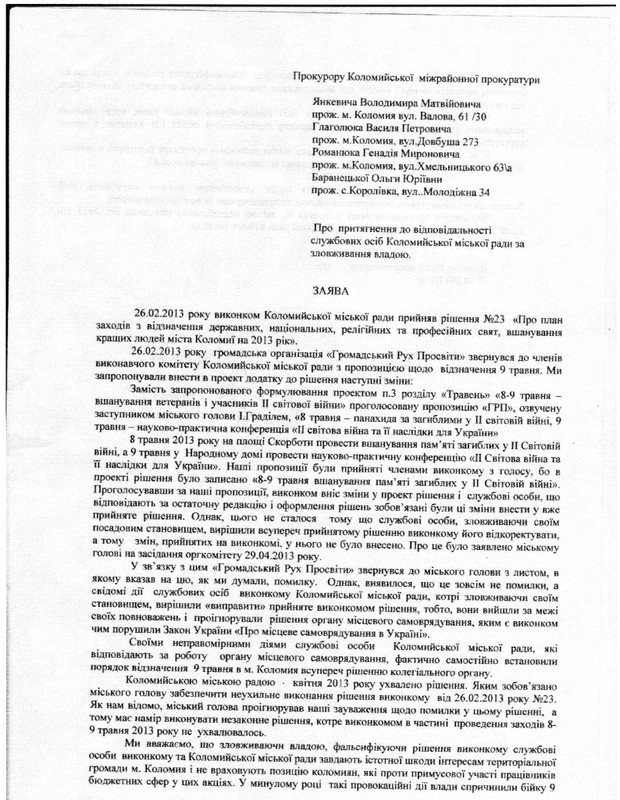 Прокурору Коломийської міжрайонної прокуратури
Янкевича Володимира Матвійовича
прож. м. Коломия вул. Валова, 61 /30
Глаголюка Василя Петровича
прож. м.Коломия, вул.Довбуша 273
Романюка Генадія Мироновича
прож. м.Коломия, вул.Хмельницького 63\а
Баранецької Ольги Юріївни
прож. с.Королівка, вул..Молодіжна 34
Про притягнення до відповідальності
службових осіб Коломийської міської ради за
зловживання владою.
ЗАЯВА
26.02.2013 року виконком Коломийської міської ради прийняв рішення №23 «Про план
заходів з відзначення державних, національних, релігійних та професійних свят, вшанування
кращих людей міста Коломиї на 2013 рік».
26.02.2013 року громадська організація «Громадський Рух Просвіти» звернувся до членів
виконавчого комітету Коломийської міської ради з пропозицією щодо відзначення 9 травня. Ми
запропонували внести в проект додатку до рішення наступні зміни:
Замість запропонованого формулювання проектом п.3 розділу «Травень» «8-9 травня –
вшанування ветеранів і учасників ІІ світової війни» проголосовану пропозицію «ГРП», озвучену
заступником міського голови І.Граділем, «8 травня – панахида за загиблими у ІІ світовій війні, 9
травня – науково-практична конференція «ІІ світова війна та її наслідки для України»
8 травня 2013 року на площі Скорботи провести вшанування пам’яті загиблих у ІІ Світовій
війні, а 9 травня у Народному домі провести науково-практичну конференцію «ІІ Світова війна та
її наслідки для України». Наші пропозиції були прийняті членами виконкому з голосу, бо в
проекті рішення було записано «8-9 травня вшанування пам’яті загиблих у ІІ Світовій війні».
Проголосувавши за наші пропозиції, виконком вніс зміни у проект рішення і службові особи, що
відповідають за остаточну редакцію і оформлення рішень зобов’язані були ці зміни внести у вже
прийняте рішення. Однак, цього не сталося тому що службові особи, зловживаючи своїм
посадовим становищем, вирішили всупереч прийнятому рішенню виконкому його відкоректувати,
а тому змін, прийнятих на виконкомі, у нього не було внесено. Про це було заявлено міському
голові на засідання оргкомітету 29.04.2013 року.
У зв’язку з цим «Громадський Рух Просвіти» звернувся до міського голови з листом, в
якому вказав на цю, як ми думали, помилку. Однак, виявилося, що це зовсім не помилки, а
свідомі дії службових осіб виконкому Коломийської міської ради, котрі зловживаючи своїм
становищем, вирішили «виправити» прийняте виконкомом рішення, тобто, вони вийшли за межі
своїх повноважень і проігнорували рішення органу місцевого самоврядування, яким є виконком
чим порушили Закон України «Про місцеве самоврядування в Україні».
Своїми неправомірними діями службові особи Коломийської міської ради, які
відповідають за роботу органу місцевого самоврядування, фактично самостійно встановили
порядок відзначення 9 травня в м. Коломия всупереч рішенню колегіального органу.
Коломийською міською радою · квітня 2013 року ухвалено рішення. Яким зобов’язано
міського голову забезпечити неухильне виконання рішення виконкому від 26.02.2013 року №23.
Як нам відомо, міський голова проігнорував наші зауваження щодо помилки у цьому рішенні, а
тому має намір виконувати незаконне рішення, котре виконкомом в частині проведення заходів 8-
9 травня 2013 року не ухвалювалось.
Ми вважаємо, що зловживаючи владою, фальсифікуючи рішення виконкому службові
особи виконкому та Коломийської міської ради завдають істотної шкоди інтересам територіальної
громади м. Коломия і не враховують позицію коломиян, які проти примусової участі працівників
бюджетних сфер у цих акціях. У минулому році такі провокаційні дії влади спричинили бійку 9